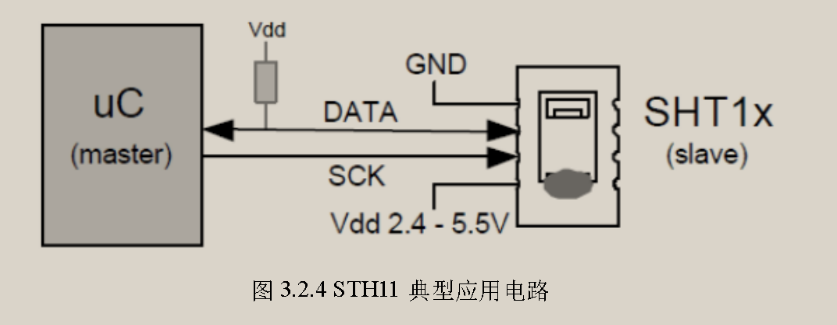 Vdd
GND
uC
(master)
DATA
SHT1x
(slave)
SCK
Vdd 2.4 - 5.5V
图 3.2.4 STH11 典型应用电路